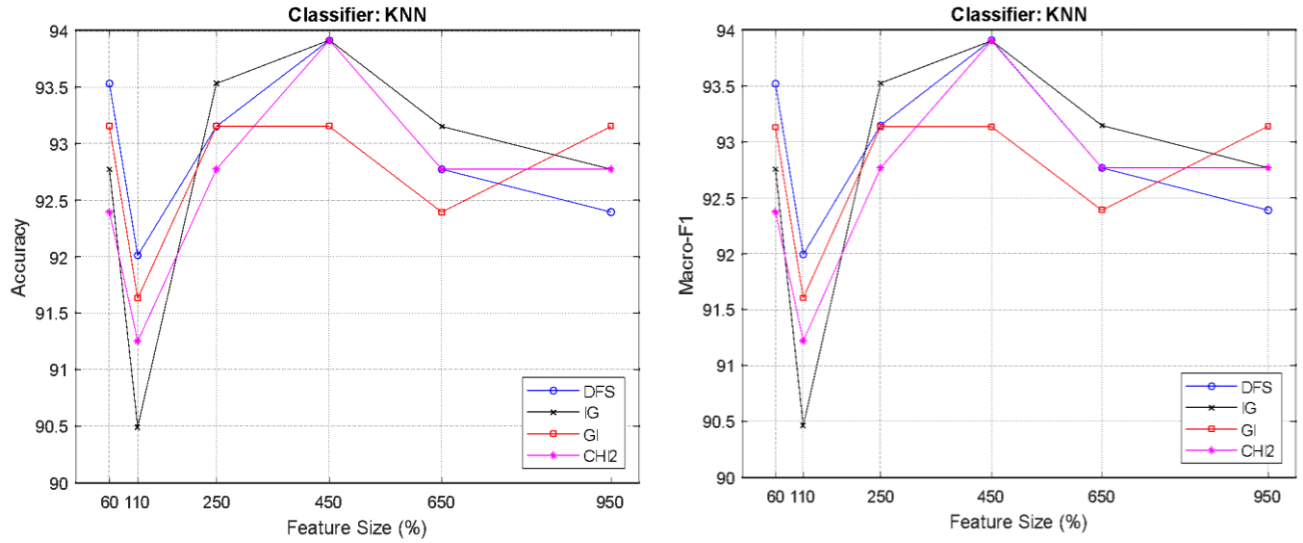 Classifier: KNN
94
93.5
93
92.5
92
91.5
91
90.5
90
Accuracy
60 110 250 450 650 950
Feature Size (%)
DFS
IG
GI
CHI2
Classifier: KNN
94
93.5
93
92.5
92
91.5
91
90.5
90
Macro-F1
60 110 250 450 650 950
Feature Size (%)
DFS
IG
GI
CHI2